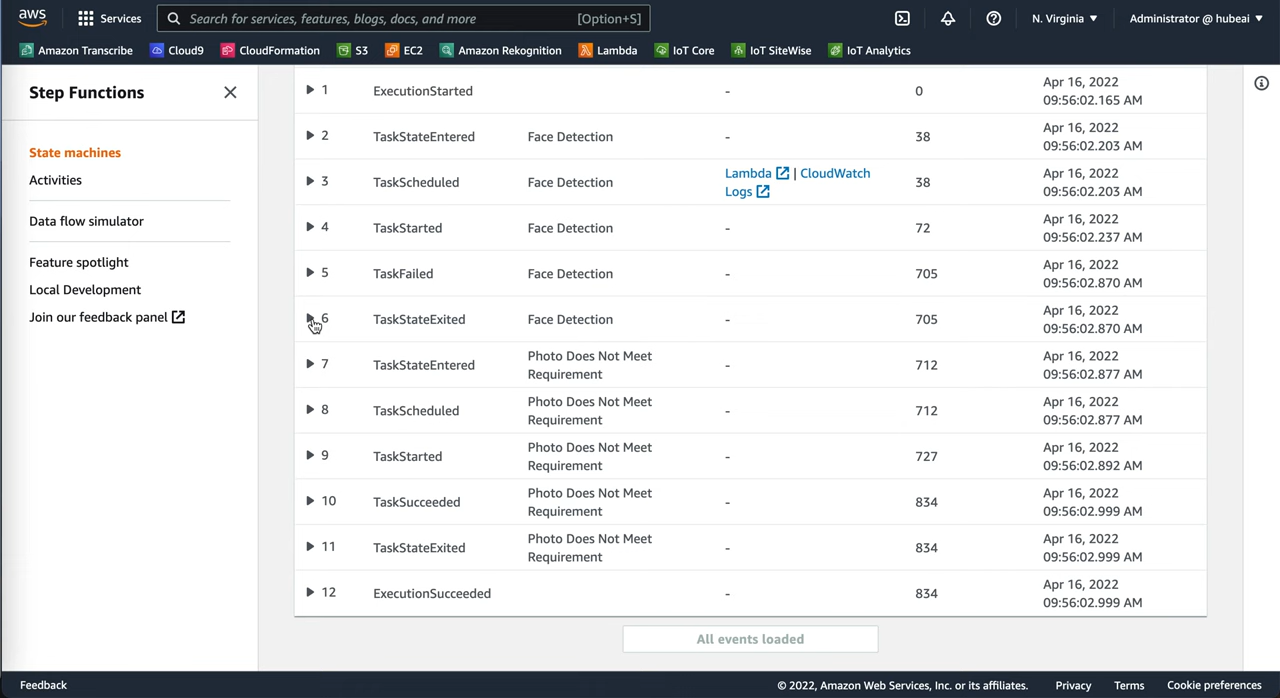 aws Services Search for services, features, blogs, docs, and more [Option+S] N. Virginia Administrator @ hubeai
Amazon Transcribe Cloud9 CloudFormation S3 EC2 Amazon Rekognition Lambda IoT Core IoT SiteWise IoT Analytics
Step Functions
State machines
Activities
Data flow simulator
Feature spotlight
Local Development
Join our feedback panel
1 ExecutionStarted - 0 Apr 16, 2022
09:56:02.165 AM
2 TaskStateEntered Face Detection - 38 Apr 16, 2022
09:56:02.203 AM
3 TaskScheduled Face Detection Lambda | CloudWatch Logs 38 Apr 16, 2022
09:56:02.203 AM
4 TaskStarted Face Detection - 72 Apr 16, 2022
09:56:02.237 AM
5 TaskFailed Face Detection - 705 Apr 16, 2022
09:56:02.870 AM
6 TaskStateExited Face Detection - 705 Apr 16, 2022
09:56:02.870 AM
7 TaskStateEntered Photo Does Not Meet Requirement - 712 Apr 16, 2022
09:56:02.877 AM
8 TaskScheduled Photo Does Not Meet Requirement - 712 Apr 16, 2022
09:56:02.877 AM
9 TaskStarted Photo Does Not Meet Requirement - 727 Apr 16, 2022
09:56:02.892 AM
10 TaskSucceeded Photo Does Not Meet Requirement - 834 Apr 16, 2022
09:56:02.999 AM
11 TaskStateExited Photo Does Not Meet Requirement - 834 Apr 16, 2022
09:56:02.999 AM
12 ExecutionSucceeded - 834 Apr 16, 2022
09:56:02.999 AM
All events loaded
Feedback © 2022, Amazon Web Services, Inc. or its affiliates. Privacy Terms Cookie preferences